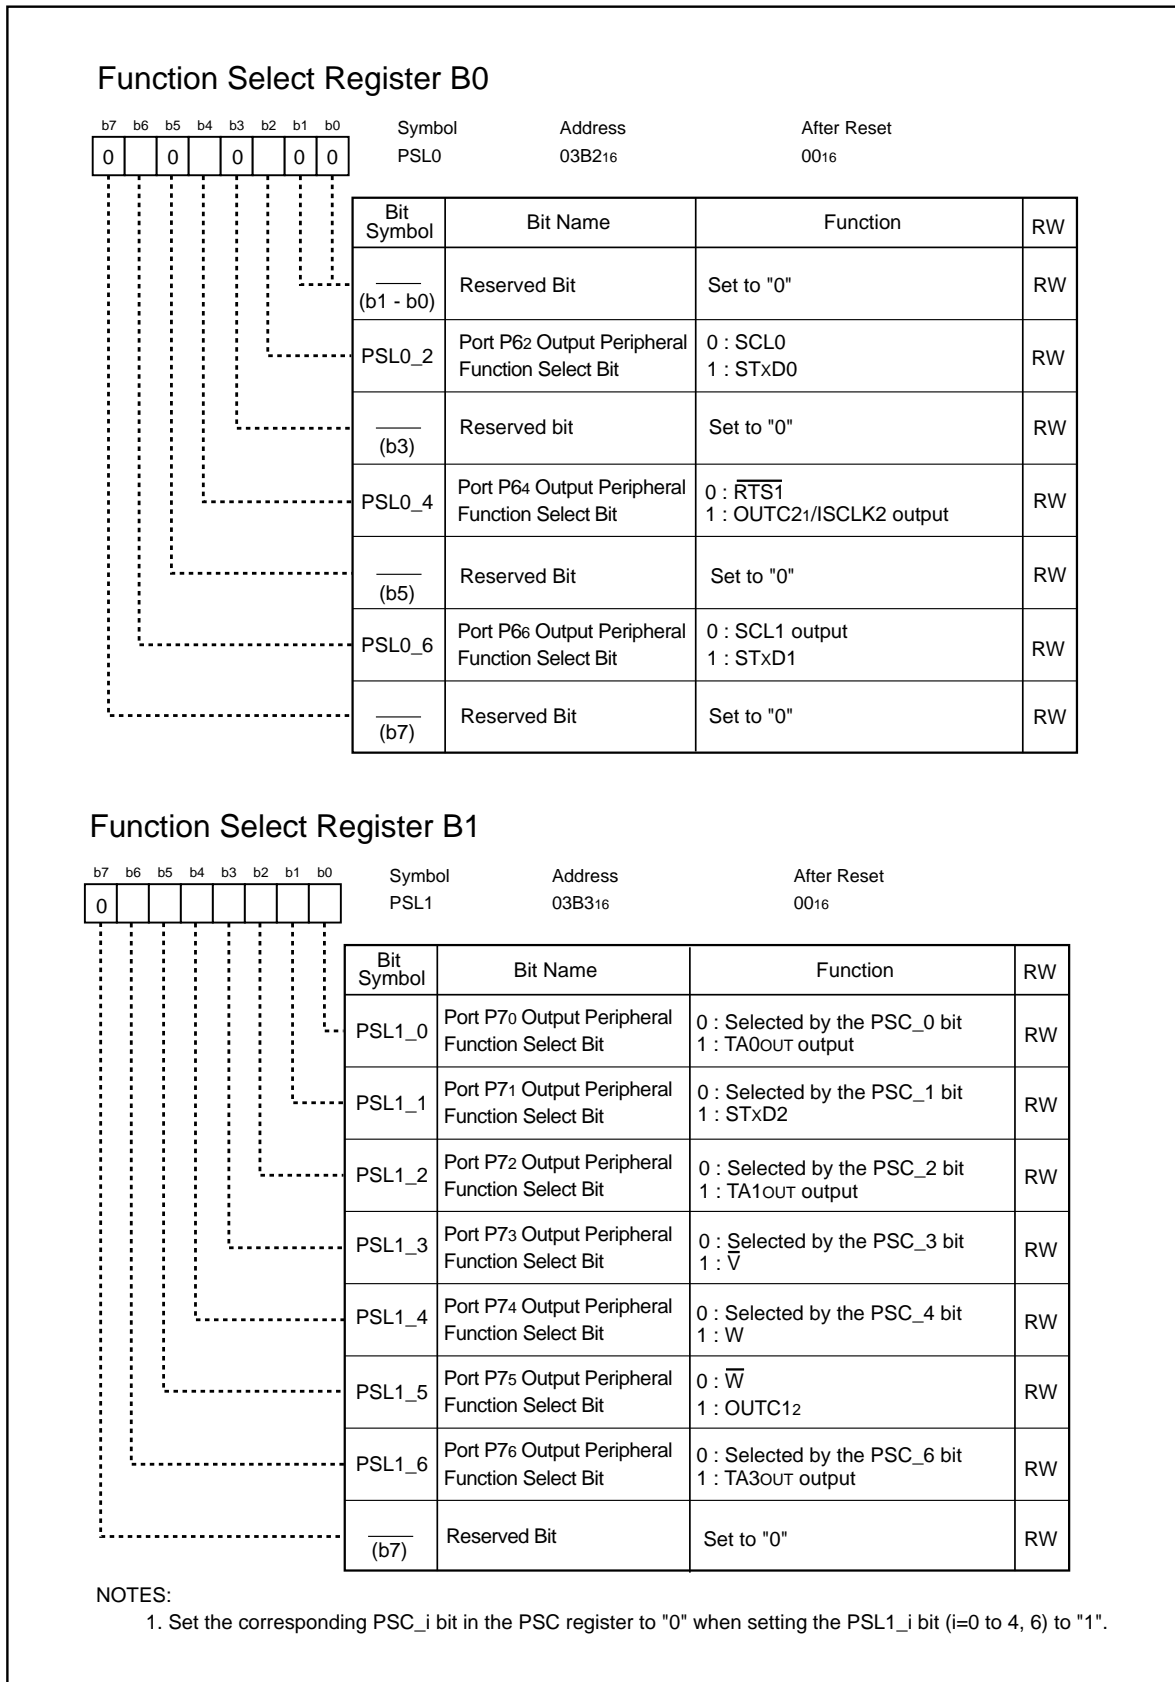 Function Select Register B0
b7 b6 b5 b4 b3 b2 b1 b0
Symbol Address After Reset
0 0 0 0 0
PSL0 03B216 0016
Bit Symbol Bit Name Function RW
(b1 - b0) Reserved Bit Set to "0" RW
PSL0_2 Port P62 Output Peripheral Function Select Bit 0 : SCL0 RW
1 : STxD0
(b3) Reserved bit Set to "0" RW
PSL0_4 Port P64 Output Peripheral Function Select Bit 0 : RTS1 RW
1 : OUTC21/ISCLK2 output
(b5) Reserved Bit Set to "0" RW
PSL0_6 Port P66 Output Peripheral Function Select Bit 0 : SCL1 output RW
1 : STxD1
(b7) Reserved Bit Set to "0" RW
Function Select Register B1
b7 b6 b5 b4 b3 b2 b1 b0
Symbol Address After Reset
0
PSL1 03B316 0016
Bit Symbol Bit Name Function RW
PSL1_0 Port P70 Output Peripheral Function Select Bit 0 : Selected by the PSC_0 bit RW
1 : TA0OUT output
PSL1_1 Port P71 Output Peripheral Function Select Bit 0 : Selected by the PSC_1 bit RW
1 : STxD2
PSL1_2 Port P72 Output Peripheral Function Select Bit 0 : Selected by the PSC_2 bit RW
1 : TA1OUT output
PSL1_3 Port P73 Output Peripheral Function Select Bit 0 : Selected by the PSC_3 bit RW
1 : V̅
PSL1_4 Port P74 Output Peripheral Function Select Bit 0 : Selected by the PSC_4 bit RW
1 : W
PSL1_5 Port P75 Output Peripheral Function Select Bit 0 : W̅ RW
1 : OUTC12
PSL1_6 Port P76 Output Peripheral Function Select Bit 0 : Selected by the PSC_6 bit RW
1 : TA3OUT output
(b7) Reserved Bit Set to "0" RW
NOTES:
1. Set the corresponding PSC_i bit in the PSC register to "0" when setting the PSL1_i bit (i=0 to 4, 6) to "1".